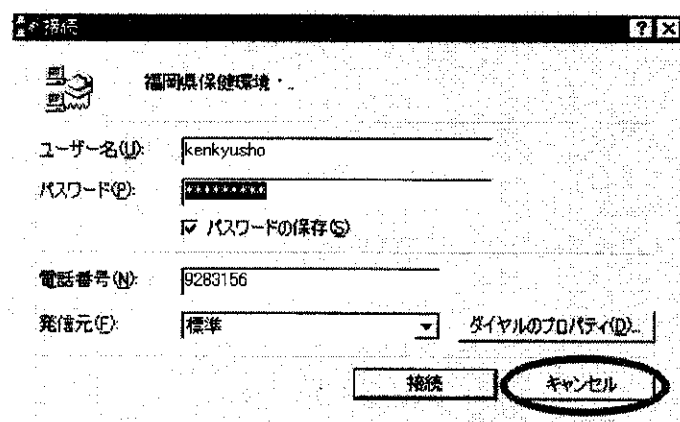 接続
福岡県保健環境・..
ユーザー名(U):
kenkyusho
パスワード(P):
*********
パスワードの保存(S)
電話番号(N):
9283156
発信元(F):
標準
ダイヤルのプロパティ(D)...
接続
キャンセル